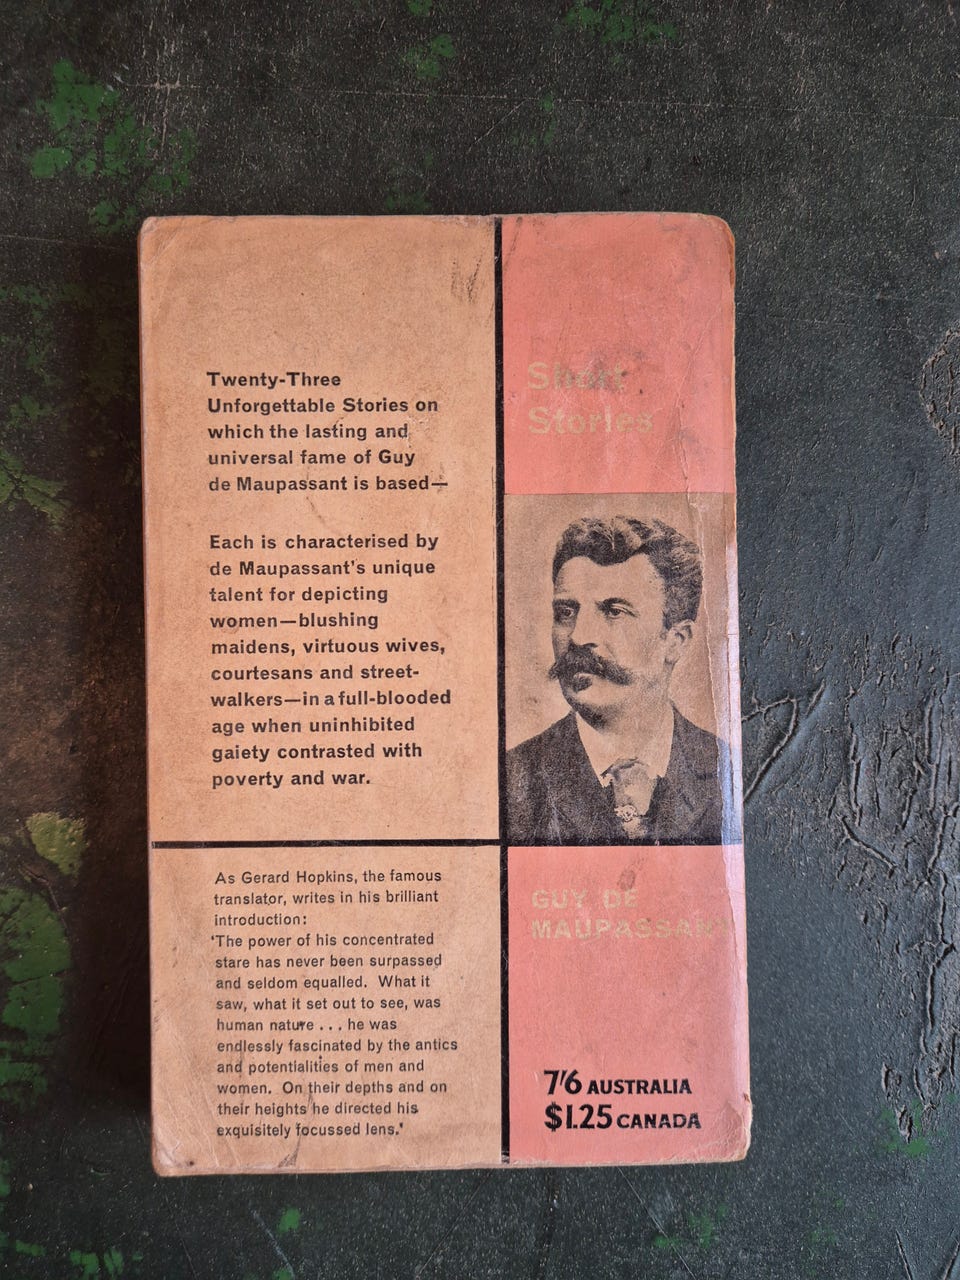 Twenty-Three
Unforgettable Stories on
which the lasting and
universal fame of Guy
de Maupassant is based—
Each is characterised by
de Maupassant's unique
talent for depicting
women—blushing
maidens, virtuous wives,
courtesans and street-
walkers—in a full-blooded
age when uninhibited
gaiety contrasted with
poverty and war.
As Gerard Hopkins, the famous
translator, writes in his brilliant
introduction:
'The power of his concentrated
stare has never been surpassed
and seldom equalled. What it
saw, what it set out to see, was
human nature . . . he was
endlessly fascinated by the antics
and potentialities of men and
women. On their depths and on
their heights he directed his
exquisitely focussed lens.'
Short
Stories
GUY DE
MAUPASSANT
7'6 AUSTRALIA
$1.25 CANADA